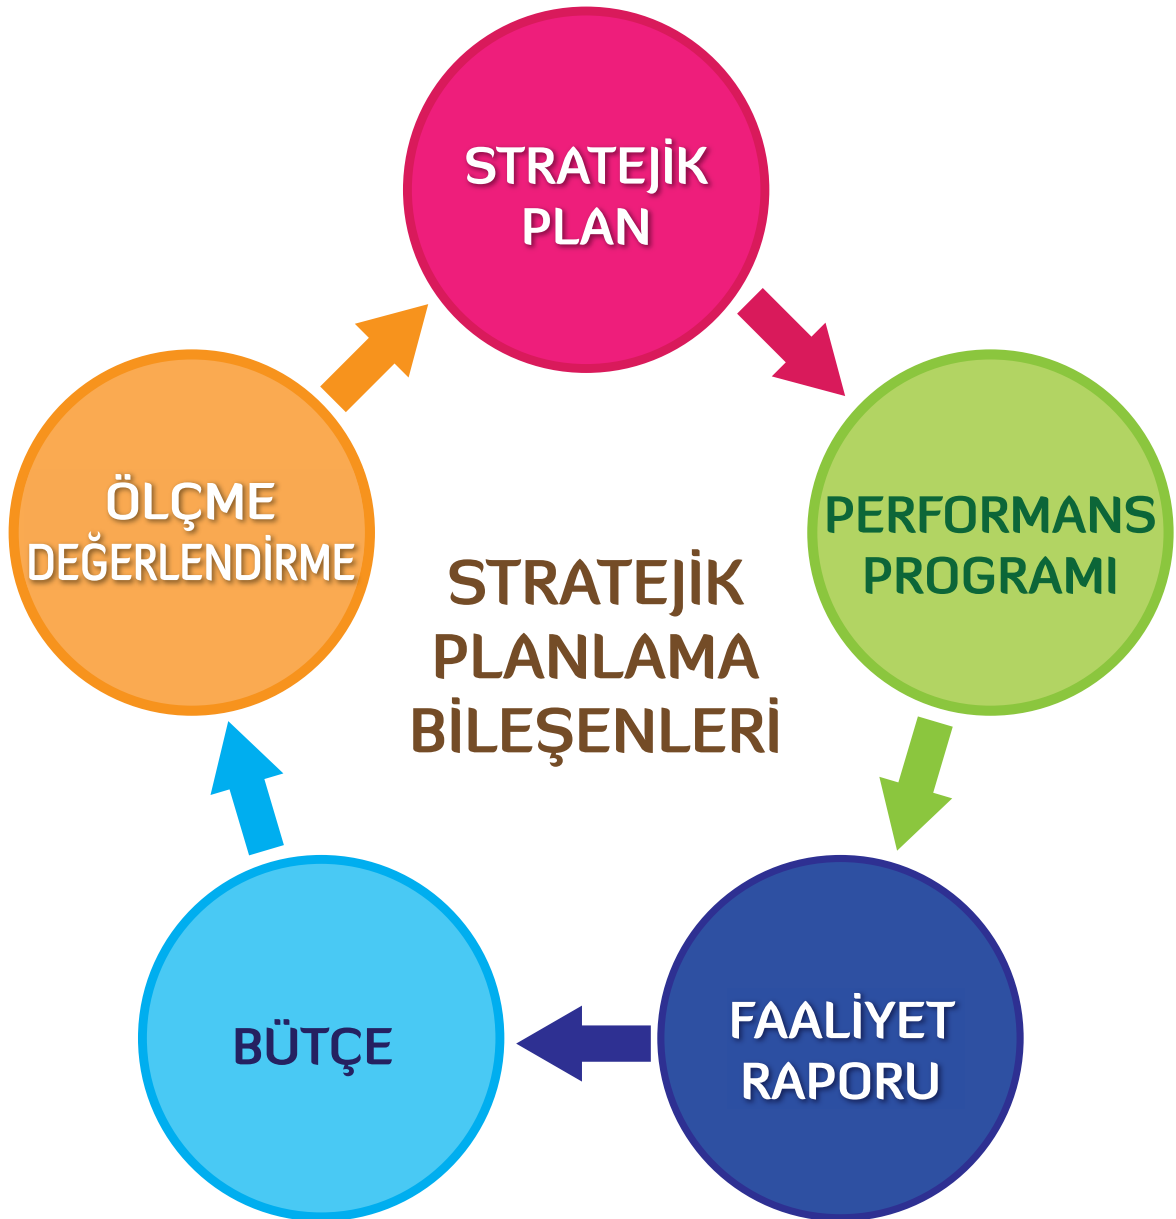 STRATEJİK
PLAN
PERFORMANS
PROGRAMI
FAALİYET
RAPORU
BÜTÇE
ÖLÇME
DEĞERLENDİRME
STRATEJİK
PLANLAMA
BİLEŞENLERİ